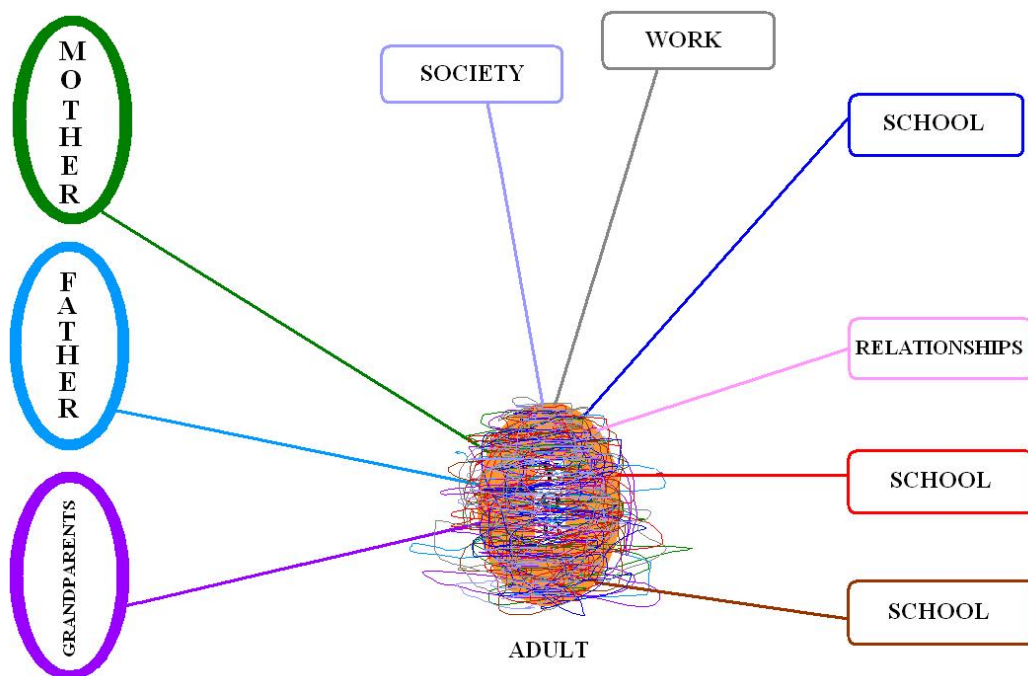 MOTHER
SOCIETY
WORK
SCHOOL
FATHER
RELATIONSHIPS
SCHOOL
GRANDPARENTS
SCHOOL
ADULT